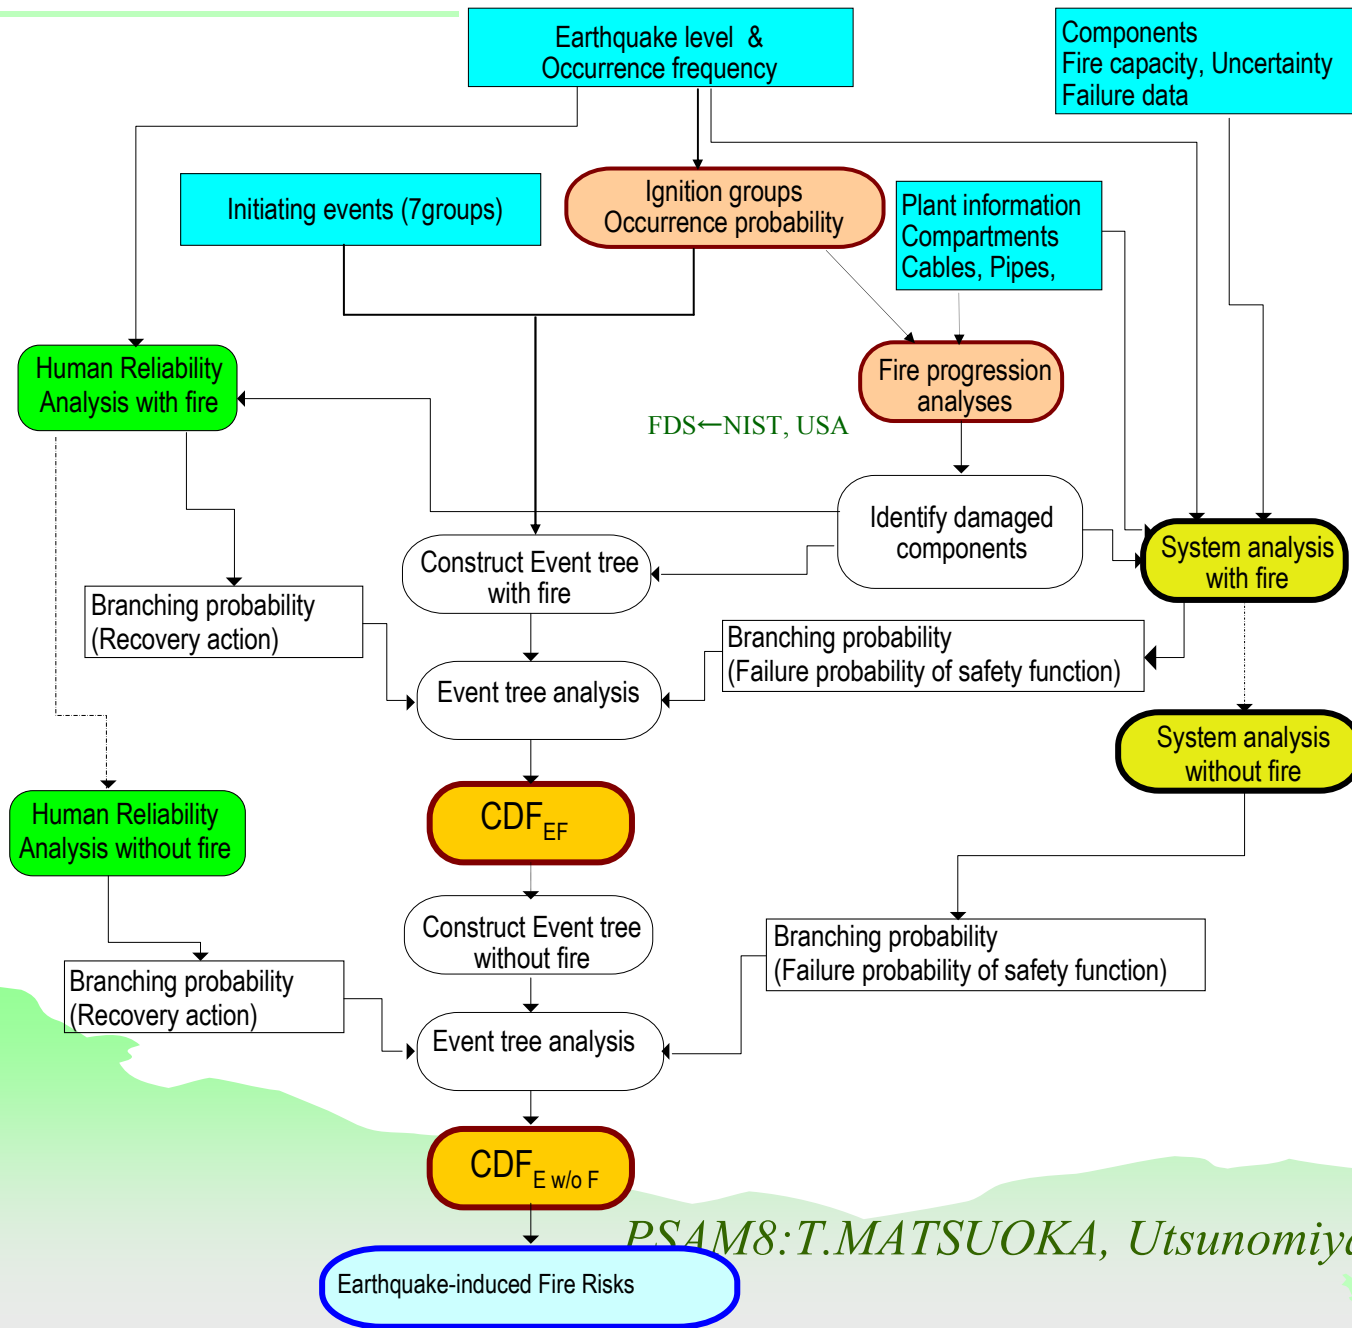 Earthquake level &
Occurrence frequency
Components
Fire capacity, Uncertainty
Failure data
Initiating events (7groups)
Ignition groups
Occurrence probability
Plant information
Compartments
Cables, Pipes,
Human Reliability
Analysis with fire
Fire progression
analyses
FDS←NIST, USA
Identify damaged
components
Construct Event tree
with fire
System analysis
with fire
Branching probability
(Recovery action)
Branching probability
(Failure probability of safety function)
Event tree analysis
System analysis
without fire
Human Reliability
Analysis without fire
CDF EF
Construct Event tree
without fire
Branching probability
(Failure probability of safety function)
Branching probability
(Recovery action)
Event tree analysis
CDF E w/o F
PSAM8:T.MATSUOKA, Utsunomiya
Earthquake-induced Fire Risks